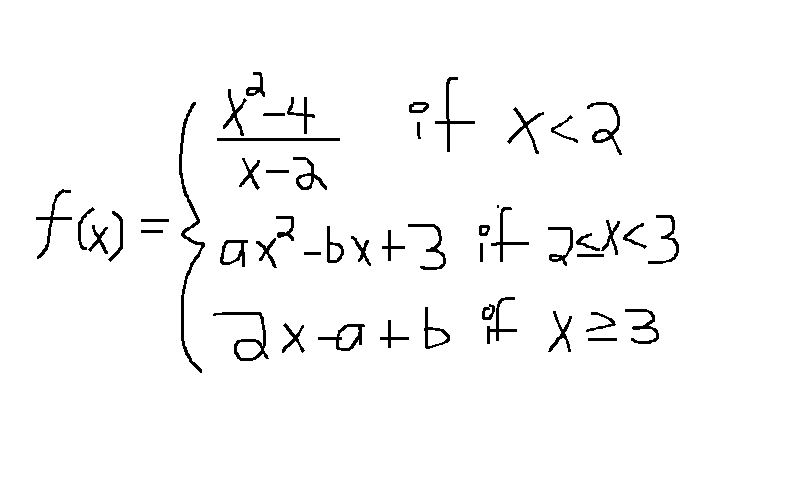 x²-4 if x<2
x-2
f(x) = { ax²-bx+3 if 2≤x<3
2x-a+b if x≥3